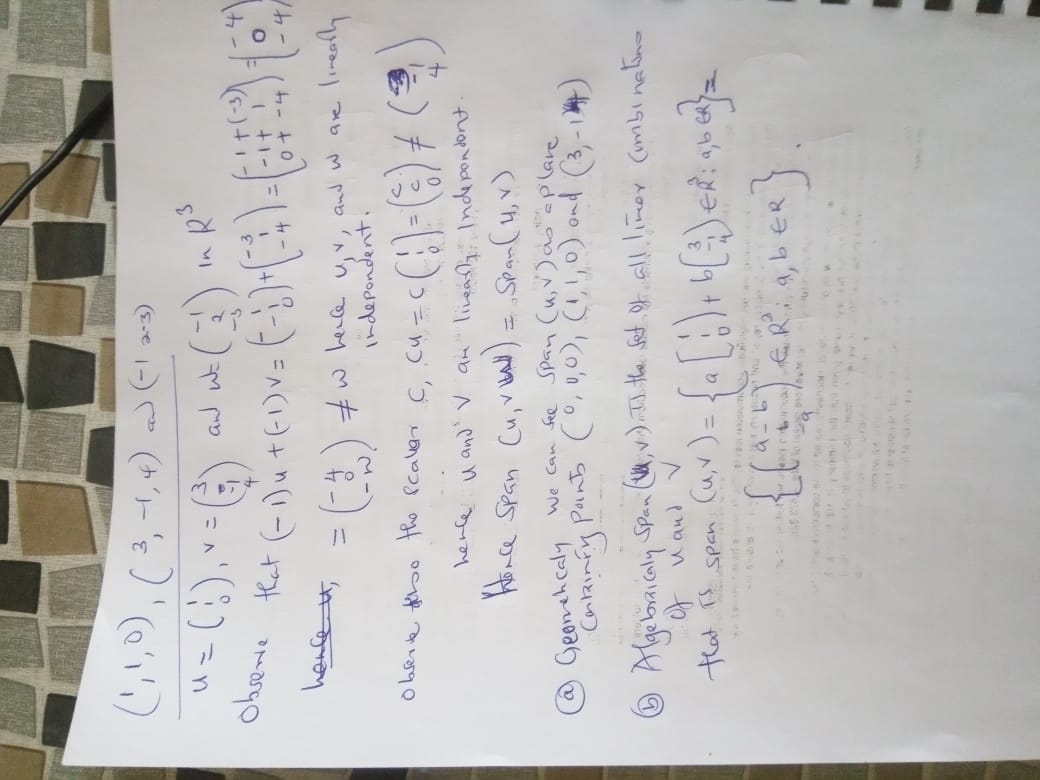 (1,1,0), (3,-1,4) and (-1 2-3)
u = (1 1 0), v = (3 -1 4) and w = (-1 2 -3) in R³
Observe that (-1)u + (-1)v = (-1 -1 0) + (-3 1 -4) = (-1+(-3) -1+1 0+-4) = (-4 0 -4)
= (-4 0 -4) ≠ w hence u, v, and w are linearly
independent.
Observe the scalar c, cu = c(1 1 0) = (c c 0) ≠ (3 -1 4)
hence u and v are linearly Independent.
Hence span (u, v) = Span (u, v)
(a) Geometricaly we can see span (u,v) as a plane
Containing points (0,0,0), (1,1,0) and (3,-1,4)
(b) Algebraicaly span (u,v) is the set of all linear combinations
of u and v
that is span (u,v) = {a[1 1 0] + b[3 -1 4] ∈ R³ : a,b ∈ R} =
∈ R³ : a, b ∈ R}.